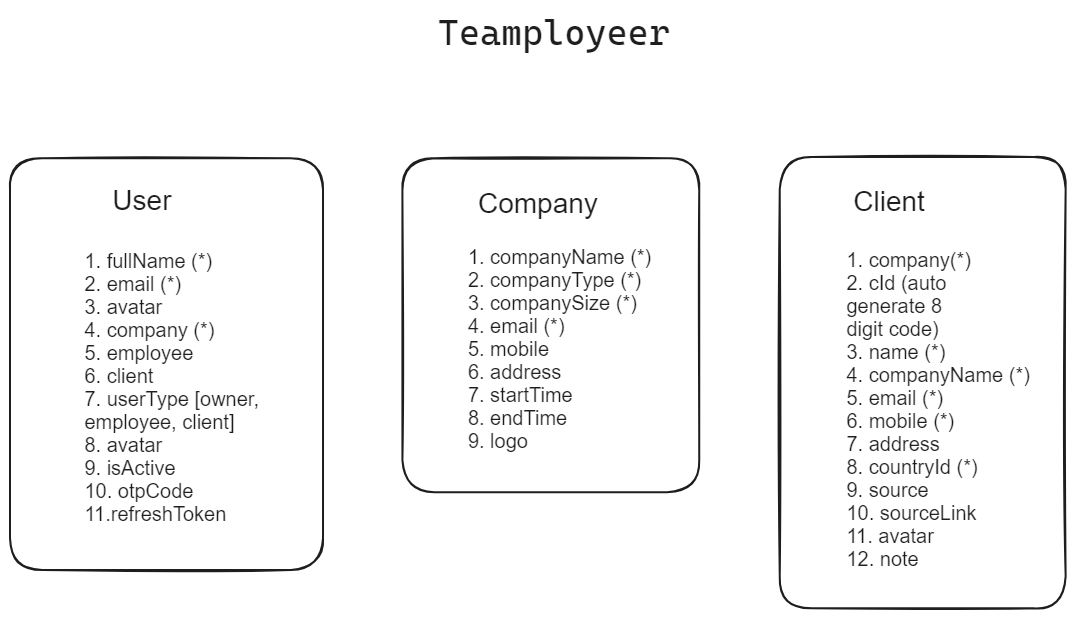 Teamployeer
User
1. fullName (*)
2. email (*)
3. avatar
4. company (*)
5. employee
6. client
7. userType [owner,
employee, client]
8. avatar
9. isActive
10. otpCode
11.refreshToken
Company
1. companyName (*)
2. companyType (*)
3. companySize (*)
4. email (*)
5. mobile
6. address
7. startTime
8. endTime
9. logo
Client
1. company(*)
2. cId (auto
generate 8
digit code)
3. name (*)
4. companyName (*)
5. email (*)
6. mobile (*)
7. address
8. countryId (*)
9. source
10. sourceLink
11. avatar
12. note